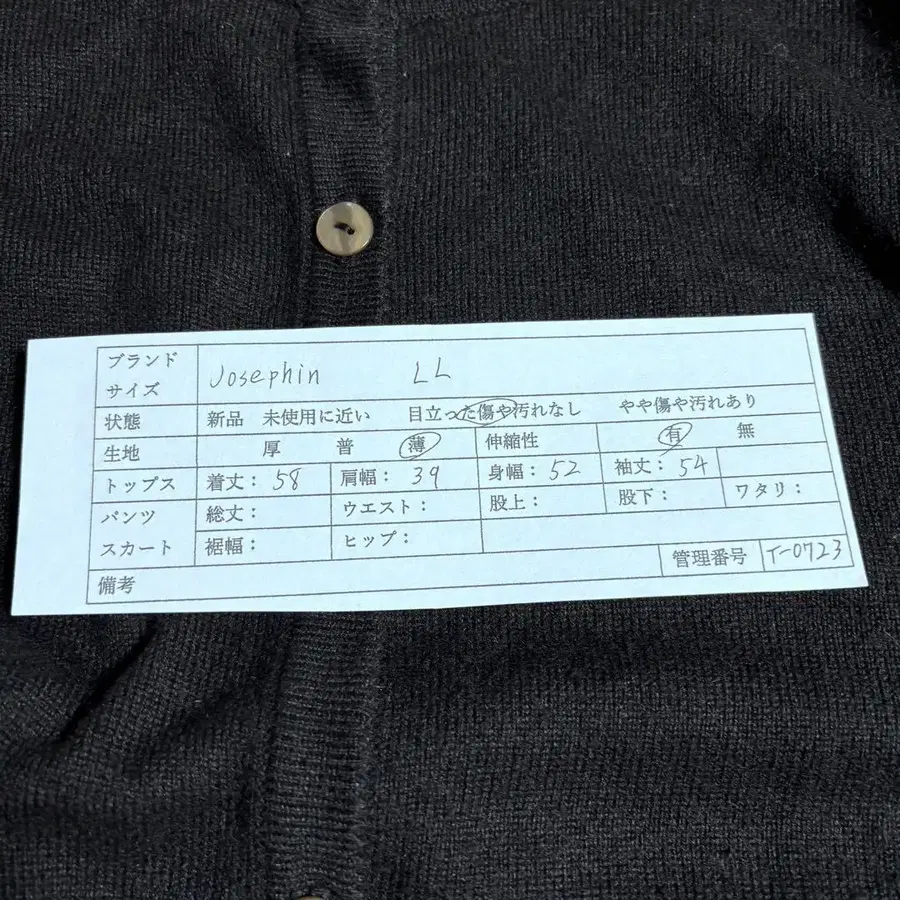 ブランド
サイズ Josephin LL
状態 新品 未使用に近い 目立った傷や汚れなし やや傷や汚れあり
生地 厚 普 薄 伸縮性 有 無
トップス 着丈：58 肩幅：39 身幅：52 袖丈：54
パンツ 総丈： ウエスト： 股上： 股下： ワタリ：
スカート 裾幅： ヒップ：
備考 管理番号 T-0723